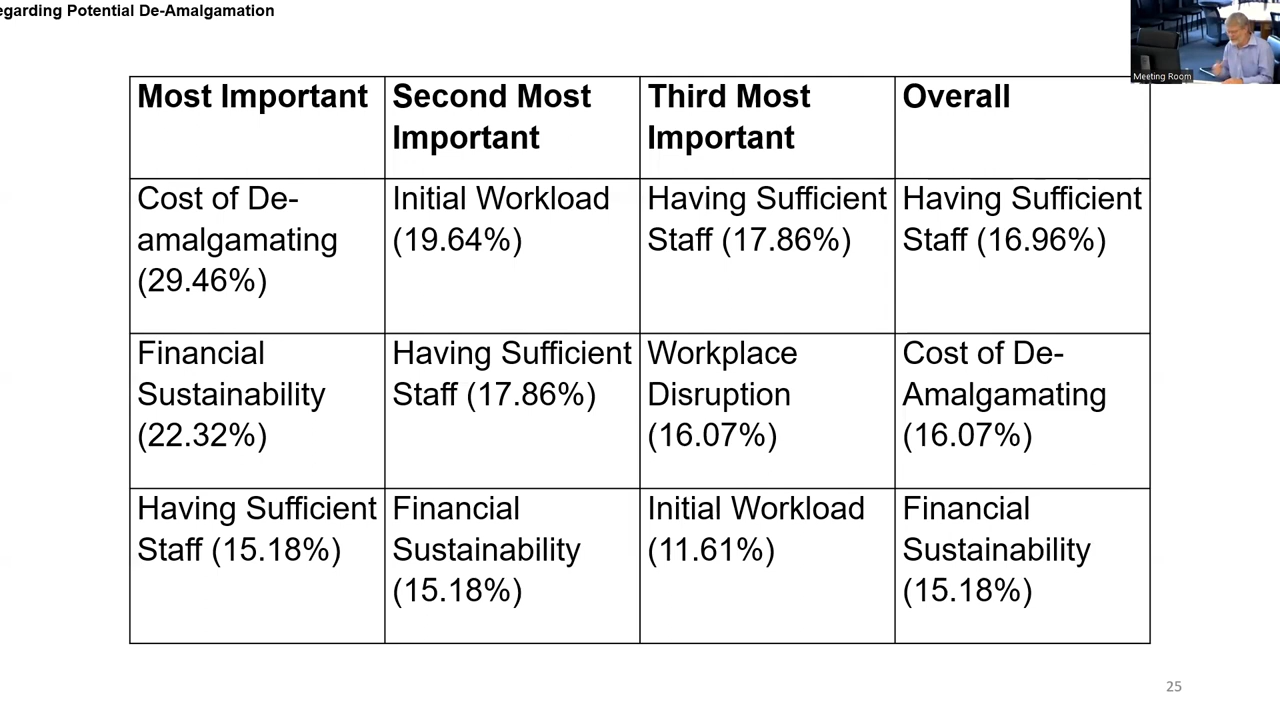 egarding Potential De-Amalgamation
Meeting Room
Most Important
Second Most
Important
Third Most
Important
Overall
Cost of De-
amalgamating
(29.46%)
Initial Workload
(19.64%)
Having Sufficient
Staff (17.86%)
Having Sufficient
Staff (16.96%)
Financial
Sustainability
(22.32%)
Having Sufficient
Staff (17.86%)
Workplace
Disruption
(16.07%)
Cost of De-
Amalgamating
(16.07%)
Having Sufficient
Staff (15.18%)
Financial
Sustainability
(15.18%)
Initial Workload
(11.61%)
Financial
Sustainability
(15.18%)
25